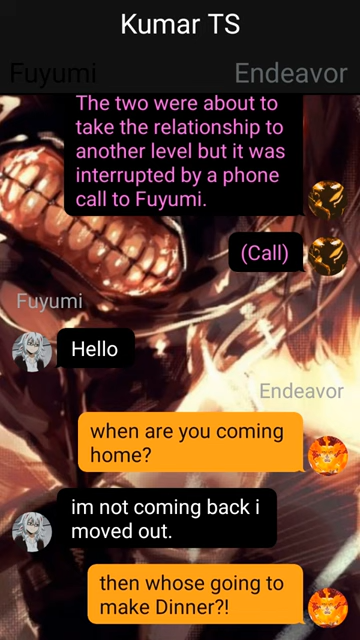 Kumar TS
Fuyumi
Endeavor
The two were about to
take the relationship to
another level but it was
interrupted by a phone
call to Fuyumi.
(Call)
Fuyumi
Hello
Endeavor
when are you coming
home?
im not coming back i
moved out.
then whose going to
make Dinner?!